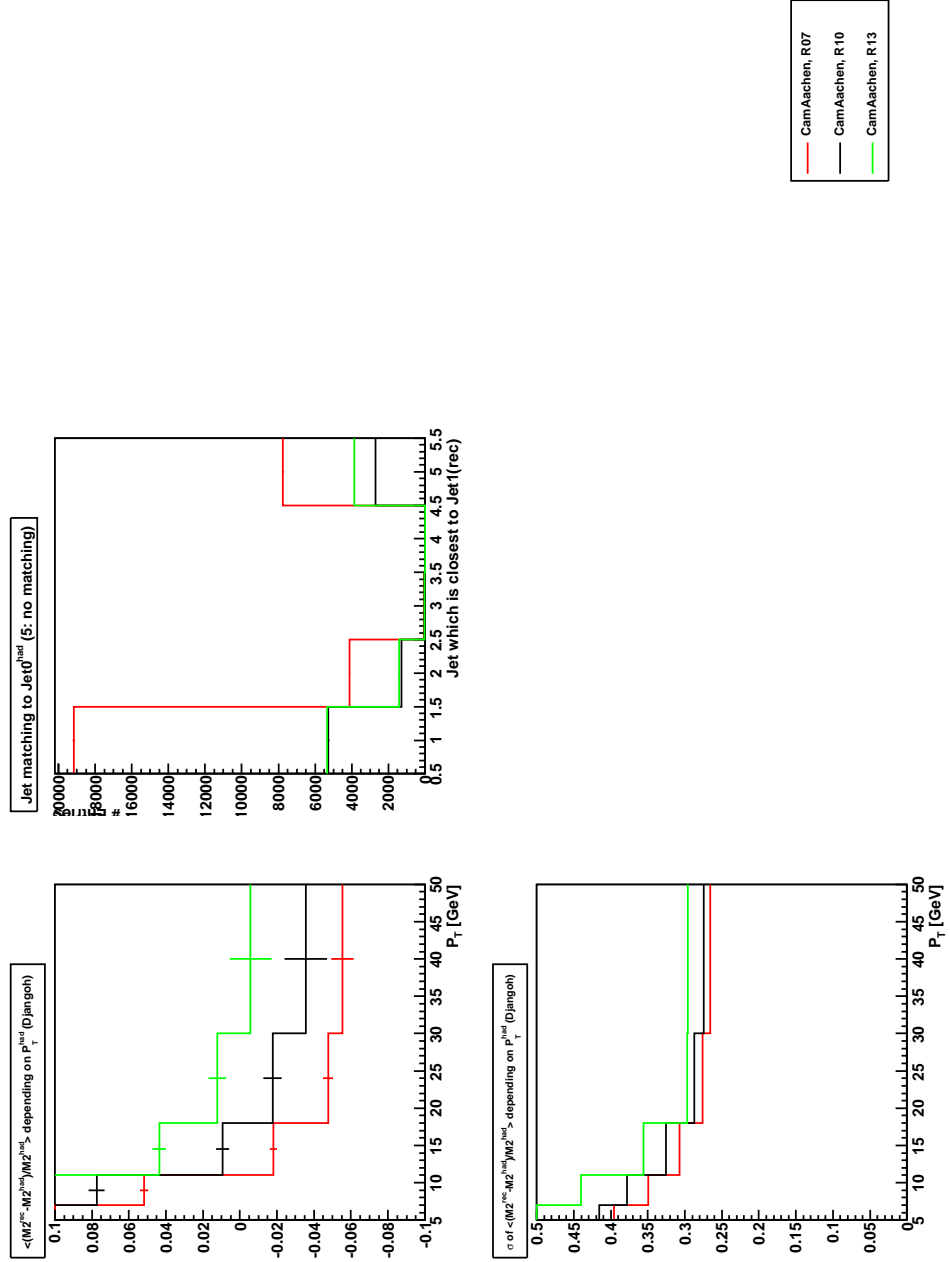 <(M2^rec-M2^had)/M2^had> depending on P_T^had (Djangoh)
0.1
0.08
0.06
0.04
0.02
0
-0.02
-0.04
-0.06
-0.08
-0.1
5 10 15 20 25 30 35 40 45 50
P_T [GeV]
Jet matching to Jet0^had (5: no matching)
20000
18000
16000
14000
12000
10000
8000
6000
4000
2000
0
0.5 1 1.5 2 2.5 3 3.5 4 4.5 5 5.5
Jet which is closest to Jet1(rec)
σ of <(M2^rec-M2^had)/M2^had> depending on P_T^had (Djangoh)
0.5
0.45
0.4
0.35
0.3
0.25
0.2
0.15
0.1
0.05
0
5 10 15 20 25 30 35 40 45 50
P_T [GeV]
CamAachen, R07
CamAachen, R10
CamAachen, R13